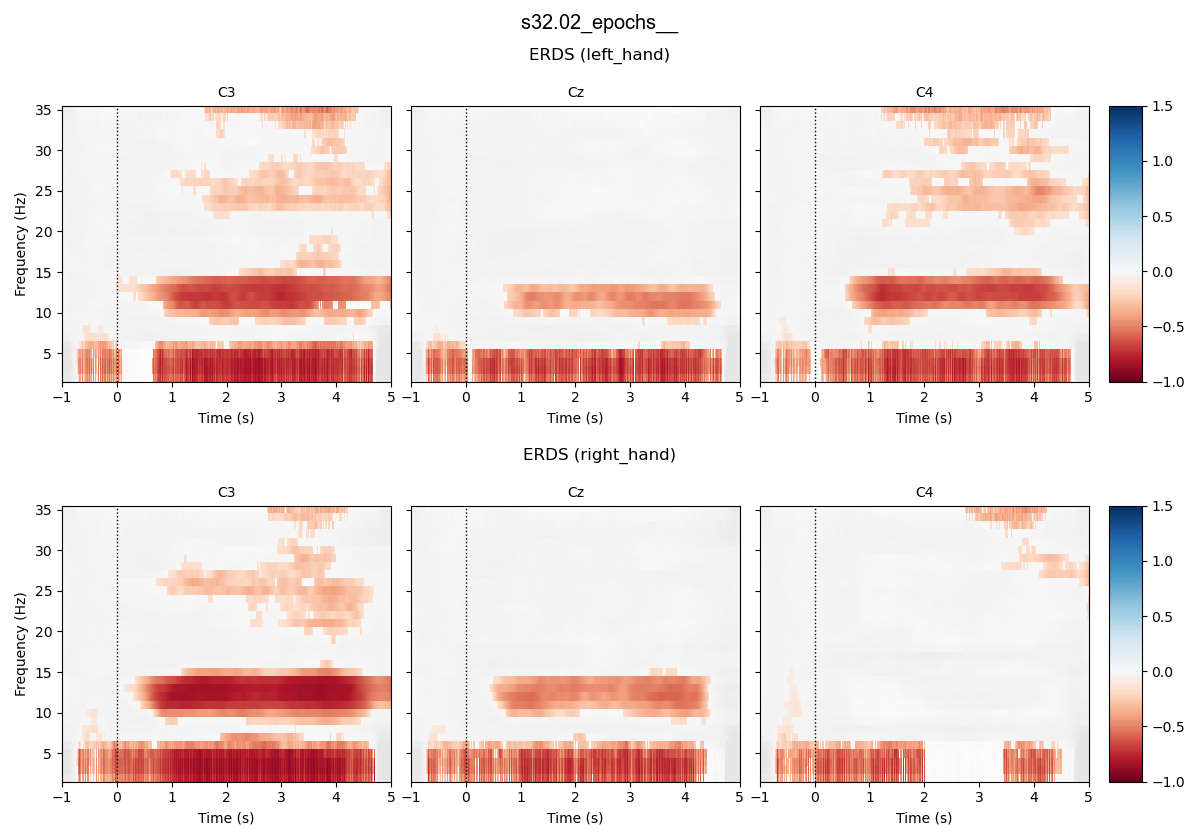 s32.02_epochs__
ERDS (left_hand)
C3 Cz C4
35
30
25
20
15
10
5
Frequency (Hz)
−1 0 1 2 3 4 5
Time (s)
−1 0 1 2 3 4 5
Time (s)
−1 0 1 2 3 4 5
Time (s)
1.5
1.0
0.5
0.0
−0.5
−1.0
ERDS (right_hand)
C3 Cz C4
35
30
25
20
15
10
5
Frequency (Hz)
−1 0 1 2 3 4 5
Time (s)
−1 0 1 2 3 4 5
Time (s)
−1 0 1 2 3 4 5
Time (s)
1.5
1.0
0.5
0.0
−0.5
−1.0